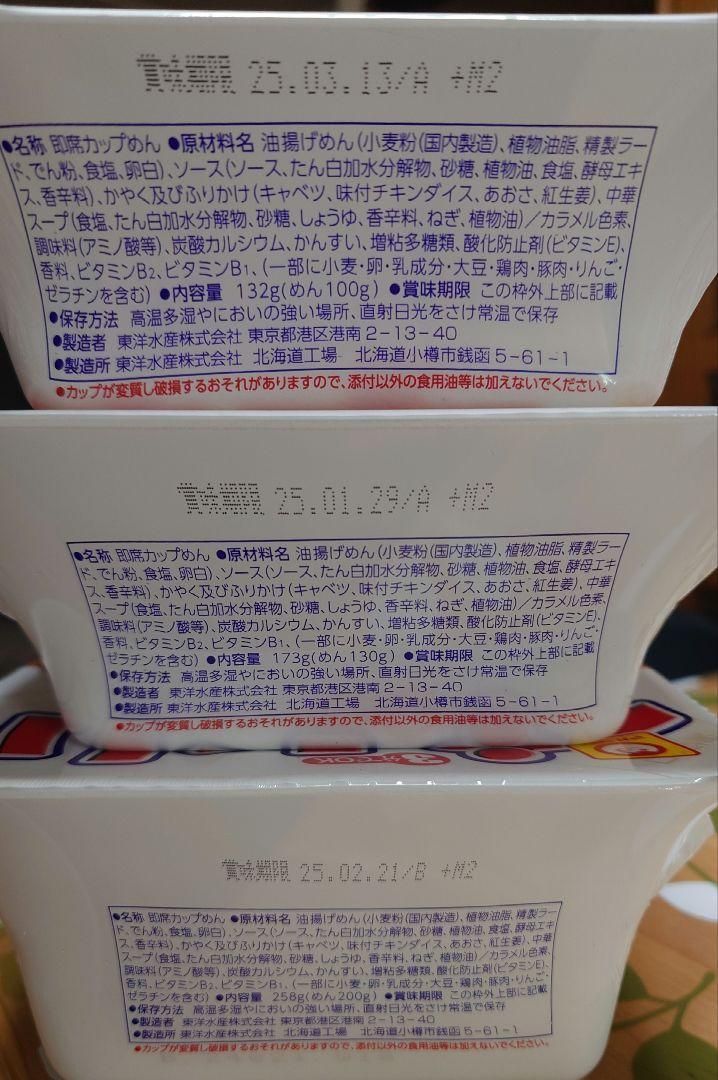 賞味期限 25.03.13/A +M2
●名称 即席カップめん ●原材料名 油揚げめん(小麦粉(国内製造)、植物油脂、精製ラー
ド、でん粉、食塩、卵白)、ソース(ソース、たん白加水分解物、砂糖、植物油、食塩、酵母エキ
ス、香辛料)、かやく及びふりかけ(キャベツ、味付チキンダイス、あおさ、紅生姜)、中華
スープ(食塩、たん白加水分解物、砂糖、しょうゆ、香辛料、ねぎ、植物油)/カラメル色素、
調味料(アミノ酸等)、炭酸カルシウム、かんすい、増粘多糖類、酸化防止剤(ビタミンE)、
香料、ビタミンB₂、ビタミンB₁、(一部に小麦・卵・乳成分・大豆・鶏肉・豚肉・りんご・
ゼラチンを含む) ●内容量 132g(めん100g) ●賞味期限 この枠外上部に記載
●保存方法 高温多湿やにおいの強い場所、直射日光をさけ常温で保存
●製造者 東洋水産株式会社 東京都港区港南2-13-40
●製造所 東洋水産株式会社 北海道工場 北海道小樽市銭函5-61-1
●カップが変質し破損するおそれがありますので、添付以外の食用油等は加えないでください。
賞味期限 25.01.29/A +M2
●名称 即席カップめん ●原材料名 油揚げめん(小麦粉(国内製造)、植物油脂、精製ラー
ド、でん粉、食塩、卵白)、ソース(ソース、たん白加水分解物、砂糖、植物油、食塩、酵母エキ
ス、香辛料)、かやく及びふりかけ(キャベツ、味付チキンダイス、あおさ、紅生姜)、中華
スープ(食塩、たん白加水分解物、砂糖、しょうゆ、香辛料、ねぎ、植物油)/カラメル色素、
調味料(アミノ酸等)、炭酸カルシウム、かんすい、増粘多糖類、酸化防止剤(ビタミンE)、
香料、ビタミンB₂、ビタミンB₁、(一部に小麦・卵・乳成分・大豆・鶏肉・豚肉・りんご・
ゼラチンを含む) ●内容量 173g(めん130g) ●賞味期限 この枠外上部に記載
●保存方法 高温多湿やにおいの強い場所、直射日光をさけ常温で保存
●製造者 東洋水産株式会社 東京都港区港南2-13-40
●製造所 東洋水産株式会社 北海道工場 北海道小樽市銭函5-61-1
●カップが変質し破損するおそれがありますので、添付以外の食用油等は加えないでください。
賞味期限 25.02.21/B +M2
●名称 即席カップめん ●原材料名 油揚げめん(小麦粉(国内製造)、植物油脂、精製ラー
ド、でん粉、食塩、卵白)、ソース(ソース、たん白加水分解物、砂糖、植物油、食塩、酵母エキ
ス、香辛料)、かやく及びふりかけ(キャベツ、味付チキンダイス、あおさ、紅生姜)、中華
スープ(食塩、たん白加水分解物、砂糖、しょうゆ、香辛料、ねぎ、植物油)/カラメル色素、
調味料(アミノ酸等)、炭酸カルシウム、かんすい、増粘多糖類、酸化防止剤(ビタミンE)、
香料、ビタミンB₂、ビタミンB₁、(一部に小麦・卵・乳成分・大豆・鶏肉・豚肉・りんご・
ゼラチンを含む) ●内容量 258g(めん200g) ●賞味期限 この枠外上部に記載
●保存方法 高温多湿やにおいの強い場所、直射日光をさけ常温で保存
●製造者 東洋水産株式会社 東京都港区港南2-13-40
●製造所 東洋水産株式会社 北海道工場 北海道小樽市銭函5-61-1
●カップが変質し破損するおそれがありますので、添付以外の食用油等は加えないでください。